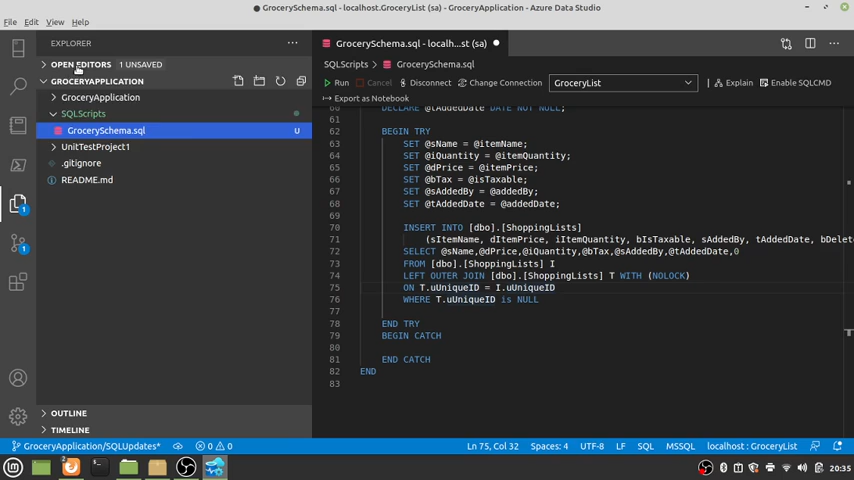 ● GrocerySchema.sql - localhost.GroceryList (sa) - GroceryApplication - Azure Data Studio
File Edit View Help
EXPLORER
OPEN EDITORS 1 UNSAVED
GROCERYAPPLICATION
GroceryApplication
SQLScripts
GrocerySchema.sql U
UnitTestProject1
.gitignore
README.md
OUTLINE
TIMELINE
1
1
GrocerySchema.sql - localh...st (sa) ●
SQLScripts > GrocerySchema.sql
Run Cancel Disconnect Change Connection GroceryList Explain Enable SQLCMD
Export as Notebook
60 DECLARE @tAddedDate DATE NOT NULL;
61
62 BEGIN TRY
63 SET @sName = @itemName;
64 SET @iQuantity = @itemQuantity;
65 SET @dPrice = @itemPrice;
66 SET @bTax = @isTaxable;
67 SET @sAddedBy = @addedBy;
68 SET @tAddedDate = @addedDate;
69
70 INSERT INTO [dbo].[ShoppingLists]
71 (sItemName, dItemPrice, iItemQuantity, bIsTaxable, sAddedBy, tAddedDate, bDelet
72 SELECT @sName,@dPrice,@iQuantity,@bTax,@sAddedBy,@tAddedDate,0
73 FROM [dbo].[ShoppingLists] I
74 LEFT OUTER JOIN [dbo].[ShoppingLists] T WITH (NOLOCK)
75 ON T.uUniqueID = I.uUniqueID
76 WHERE T.uUniqueID is NULL
77
78 END TRY
79 BEGIN CATCH
80
81 END CATCH
82 END
83
GroceryApplication/SQLUpdates* 0 0 Ln 75, Col 32 Spaces: 4 UTF-8 LF SQL MSSQL localhost : GroceryList
20:35